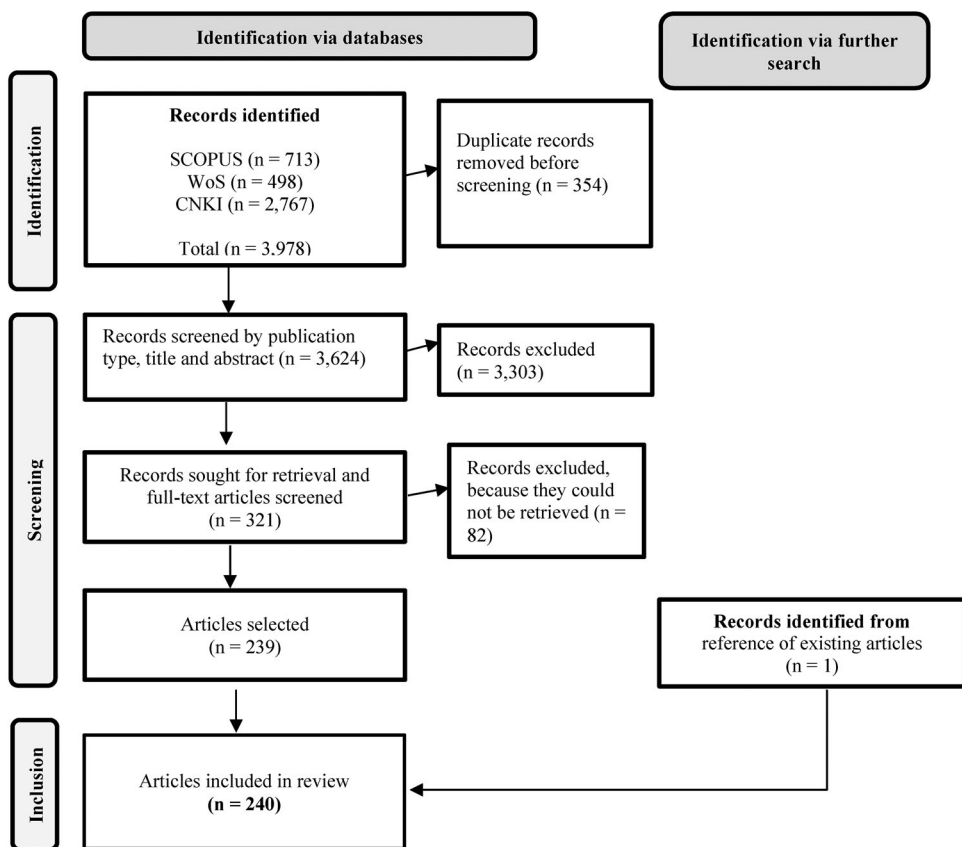 Identification via databases
Identification via further
search
Identification
Records identified
SCOPUS (n = 713)
WoS (n = 498)
CNKI (n = 2,767)
Total (n = 3,978)
Duplicate records
removed before
screening (n = 354)
Screening
Records screened by publication
type, title and abstract (n = 3,624)
Records excluded
(n = 3,303)
Records sought for retrieval and
full-text articles screened
(n = 321)
Records excluded,
because they could
not be retrieved (n =
82)
Articles selected
(n = 239)
Records identified from
reference of existing articles
(n = 1)
Inclusion
Articles included in review
(n = 240)